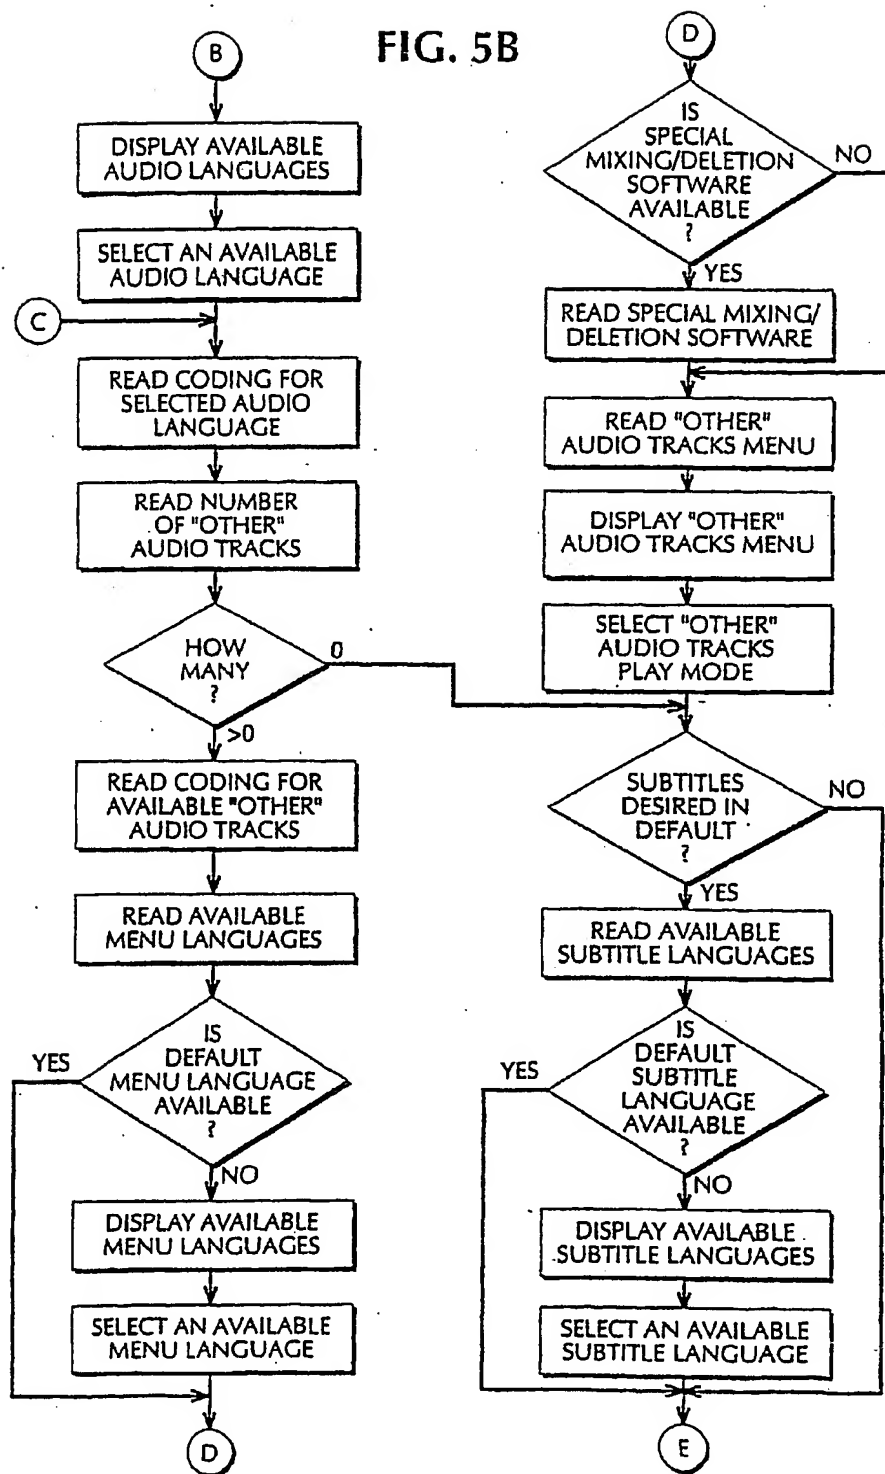 FIG. 5B
B
DISPLAY AVAILABLE
AUDIO LANGUAGES
SELECT AN AVAILABLE
AUDIO LANGUAGE
C
READ CODING FOR
SELECTED AUDIO
LANGUAGE
READ NUMBER
OF "OTHER"
AUDIO TRACKS
HOW
MANY
?
0
>0
READ CODING FOR
AVAILABLE "OTHER"
AUDIO TRACKS
READ AVAILABLE
MENU LANGUAGES
IS
DEFAULT
MENU LANGUAGE
AVAILABLE
?
YES
NO
DISPLAY AVAILABLE
MENU LANGUAGES
SELECT AN AVAILABLE
MENU LANGUAGE
D
D
IS
SPECIAL
MIXING/DELETION
SOFTWARE
AVAILABLE
?
NO
YES
READ SPECIAL MIXING/
DELETION SOFTWARE
READ "OTHER"
AUDIO TRACKS MENU
DISPLAY "OTHER"
AUDIO TRACKS MENU
SELECT "OTHER"
AUDIO TRACKS
PLAY MODE
SUBTITLES
DESIRED IN
DEFAULT
?
NO
YES
READ AVAILABLE
SUBTITLE LANGUAGES
IS
DEFAULT
SUBTITLE
LANGUAGE
AVAILABLE
?
YES
NO
DISPLAY AVAILABLE
SUBTITLE LANGUAGES
SELECT AN AVAILABLE
SUBTITLE LANGUAGE
E